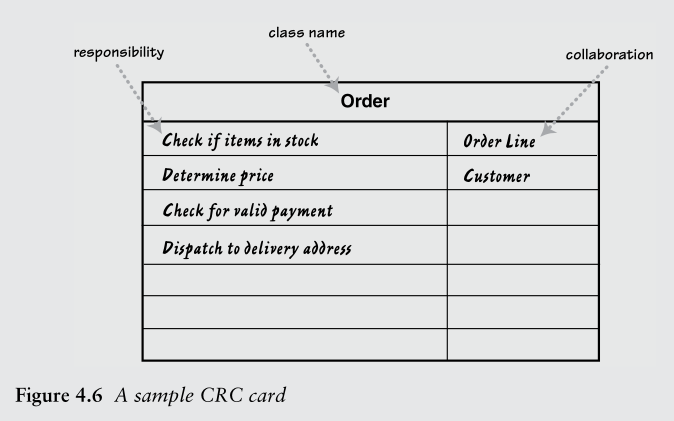 class name
responsibility
collaboration
Order
Check if items in stock Order Line
Determine price Customer
Check for valid payment
Dispatch to delivery address
Figure 4.6 A sample CRC card